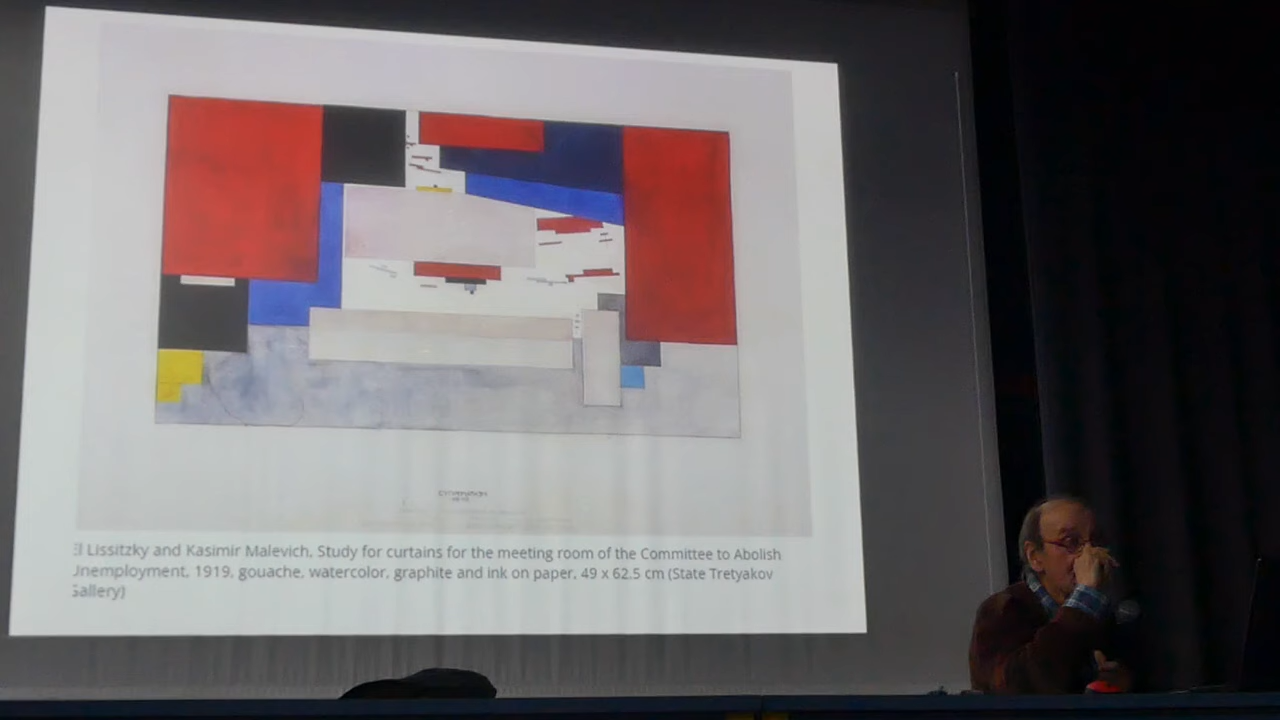 El Lissitzky and Kasimir Malevich, Study for curtains for the meeting room of the Committee to Abolish
Unemployment, 1919, gouache, watercolor, graphite and ink on paper, 49 x 62.5 cm (State Tretyakov
Gallery)